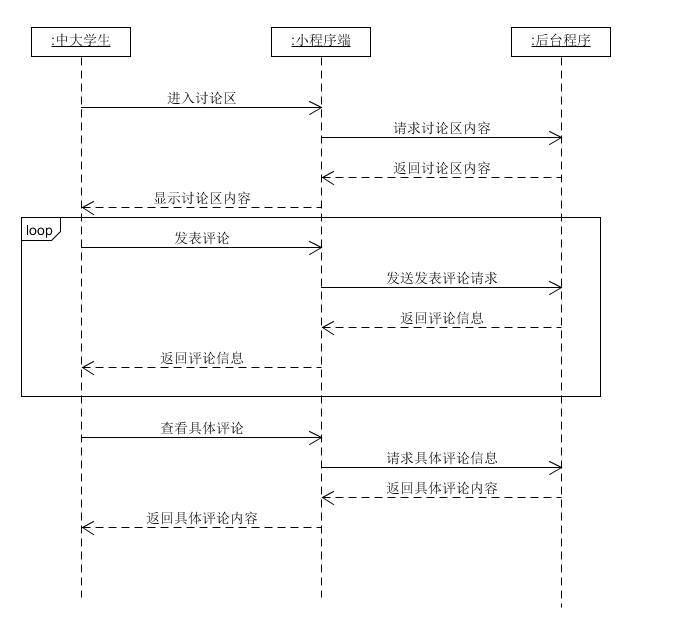 :中大学生
:小程序端
:后台程序
进入讨论区
请求讨论区内容
返回讨论区内容
显示讨论区内容
loop
发表评论
发送发表评论请求
返回评论信息
返回评论信息
查看具体评论
请求具体评论信息
返回具体评论内容
返回具体评论内容